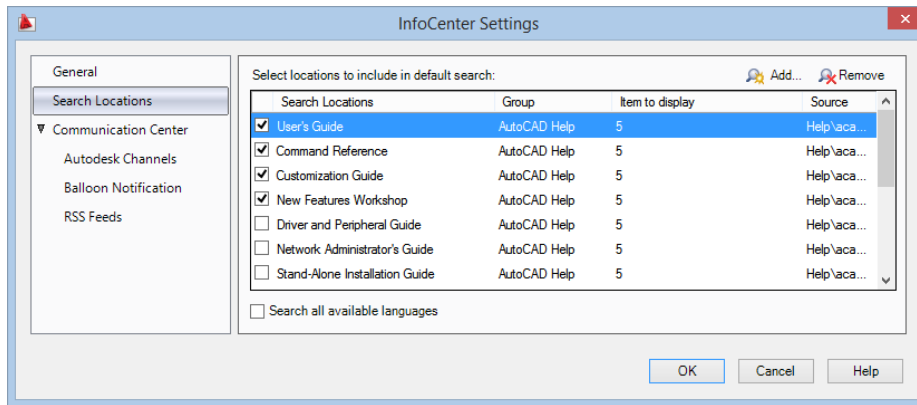 InfoCenter Settings
General
Search Locations
Communication Center
Autodesk Channels
Balloon Notification
RSS Feeds
Select locations to include in default search:
Add... Remove
Search Locations Group Item to display Source
User's Guide AutoCAD Help 5 Help\aca...
Command Reference AutoCAD Help 5 Help\aca...
Customization Guide AutoCAD Help 5 Help\aca...
New Features Workshop AutoCAD Help 5 Help\aca...
Driver and Peripheral Guide AutoCAD Help 5 Help\aca...
Network Administrator's Guide AutoCAD Help 5 Help\aca...
Stand-Alone Installation Guide AutoCAD Help 5 Help\aca...
Search all available languages
OK Cancel Help